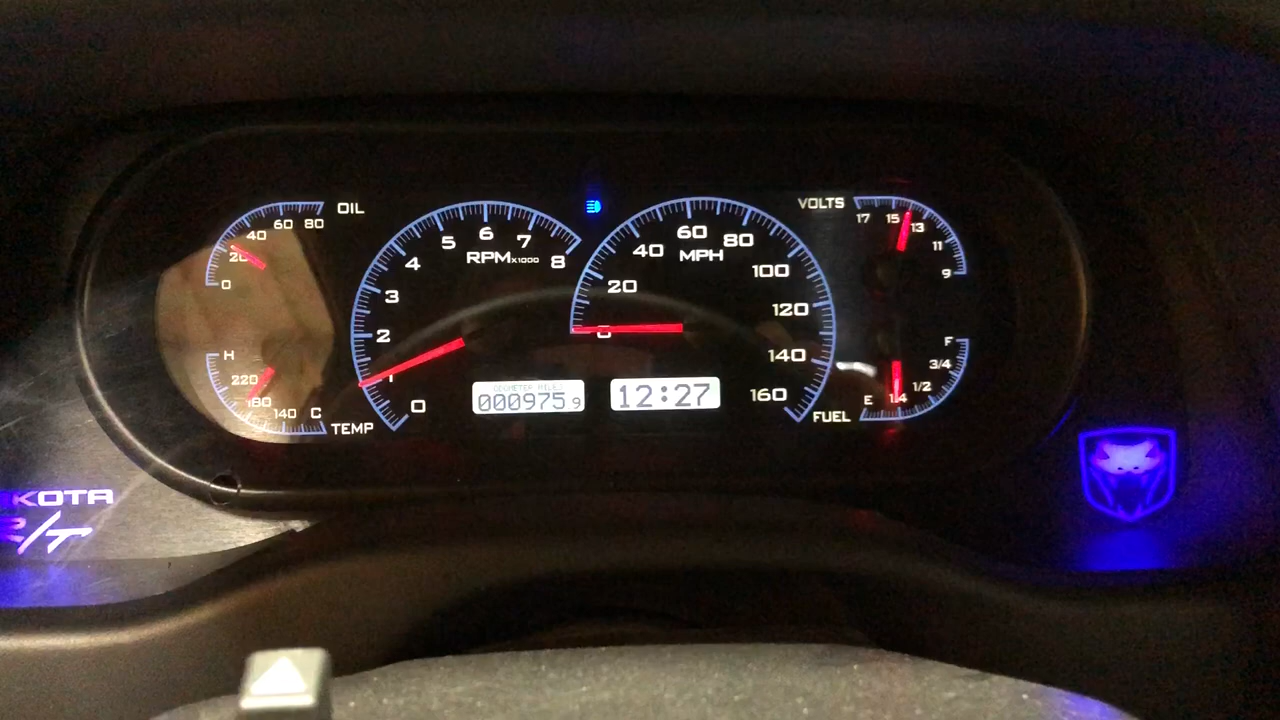 OIL
80
60
40
20
0
H
220
180
140
C
TEMP
0
1
2
3
4
5
6
7
8
RPMX1000
0
20
40
60
80
100
120
140
160
MPH
ODOMETER MILES
000975 9
12:27
VOLTS
17
15
13
11
9
F
3/4
1/2
1/4
E
FUEL
KOTA
R/T